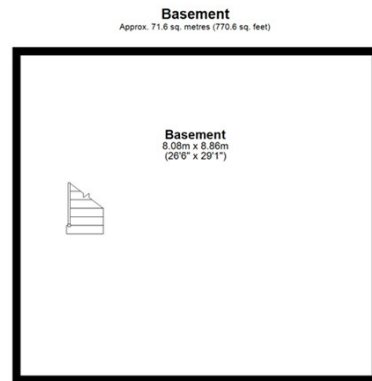 Basement
Approx. 71.6 sq. metres (770.6 sq. feet)
Basement
8.08m x 8.86m
(26'6" x 29'1")